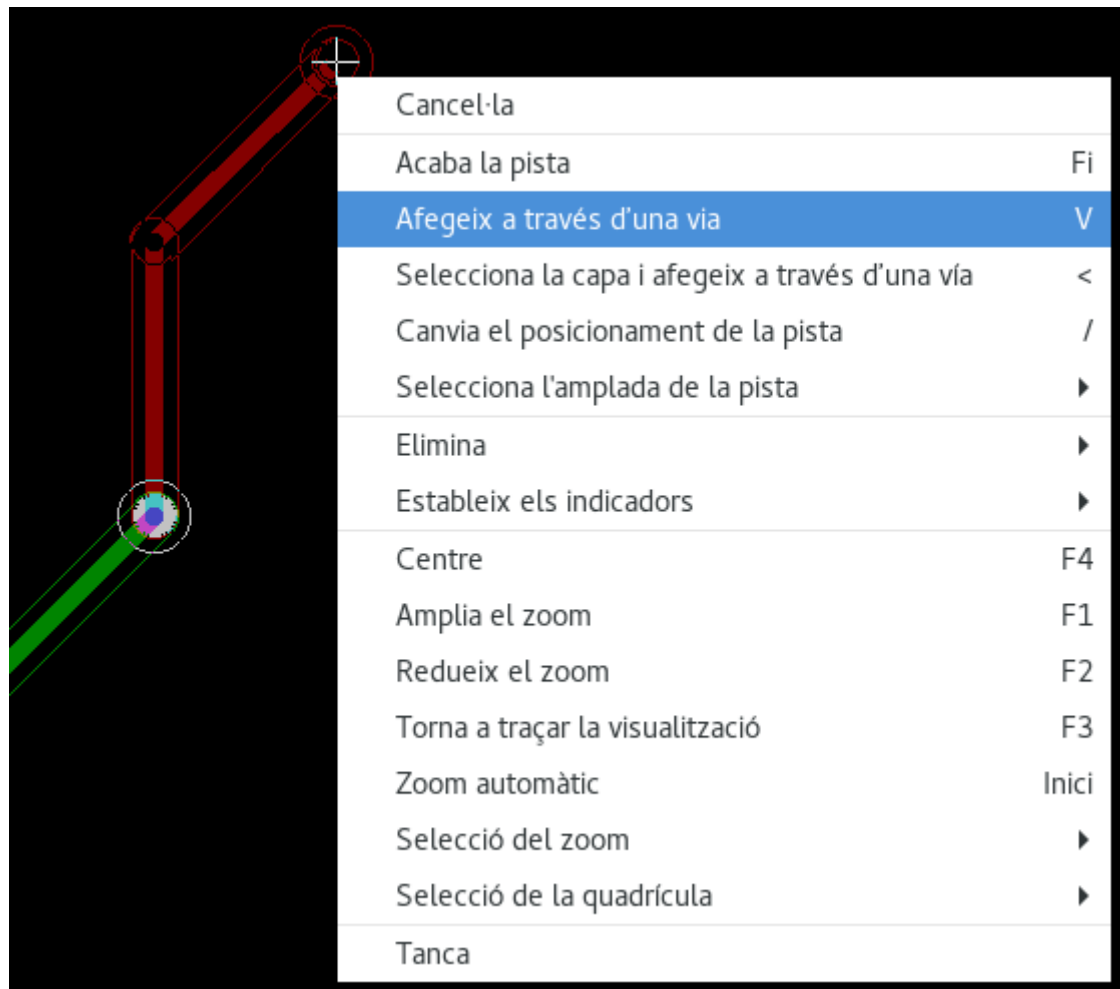 Cancel·la
Acaba la pista Fi
Afegeix a través d’una via V
Selecciona la capa i afegeix a través d’una vía <
Canvia el posicionament de la pista /
Selecciona l'amplada de la pista
Elimina
Estableix els indicadors
Centre F4
Amplia el zoom F1
Redueix el zoom F2
Torna a traçar la visualització F3
Zoom automàtic Inici
Selecció del zoom
Selecció de la quadrícula
Tanca